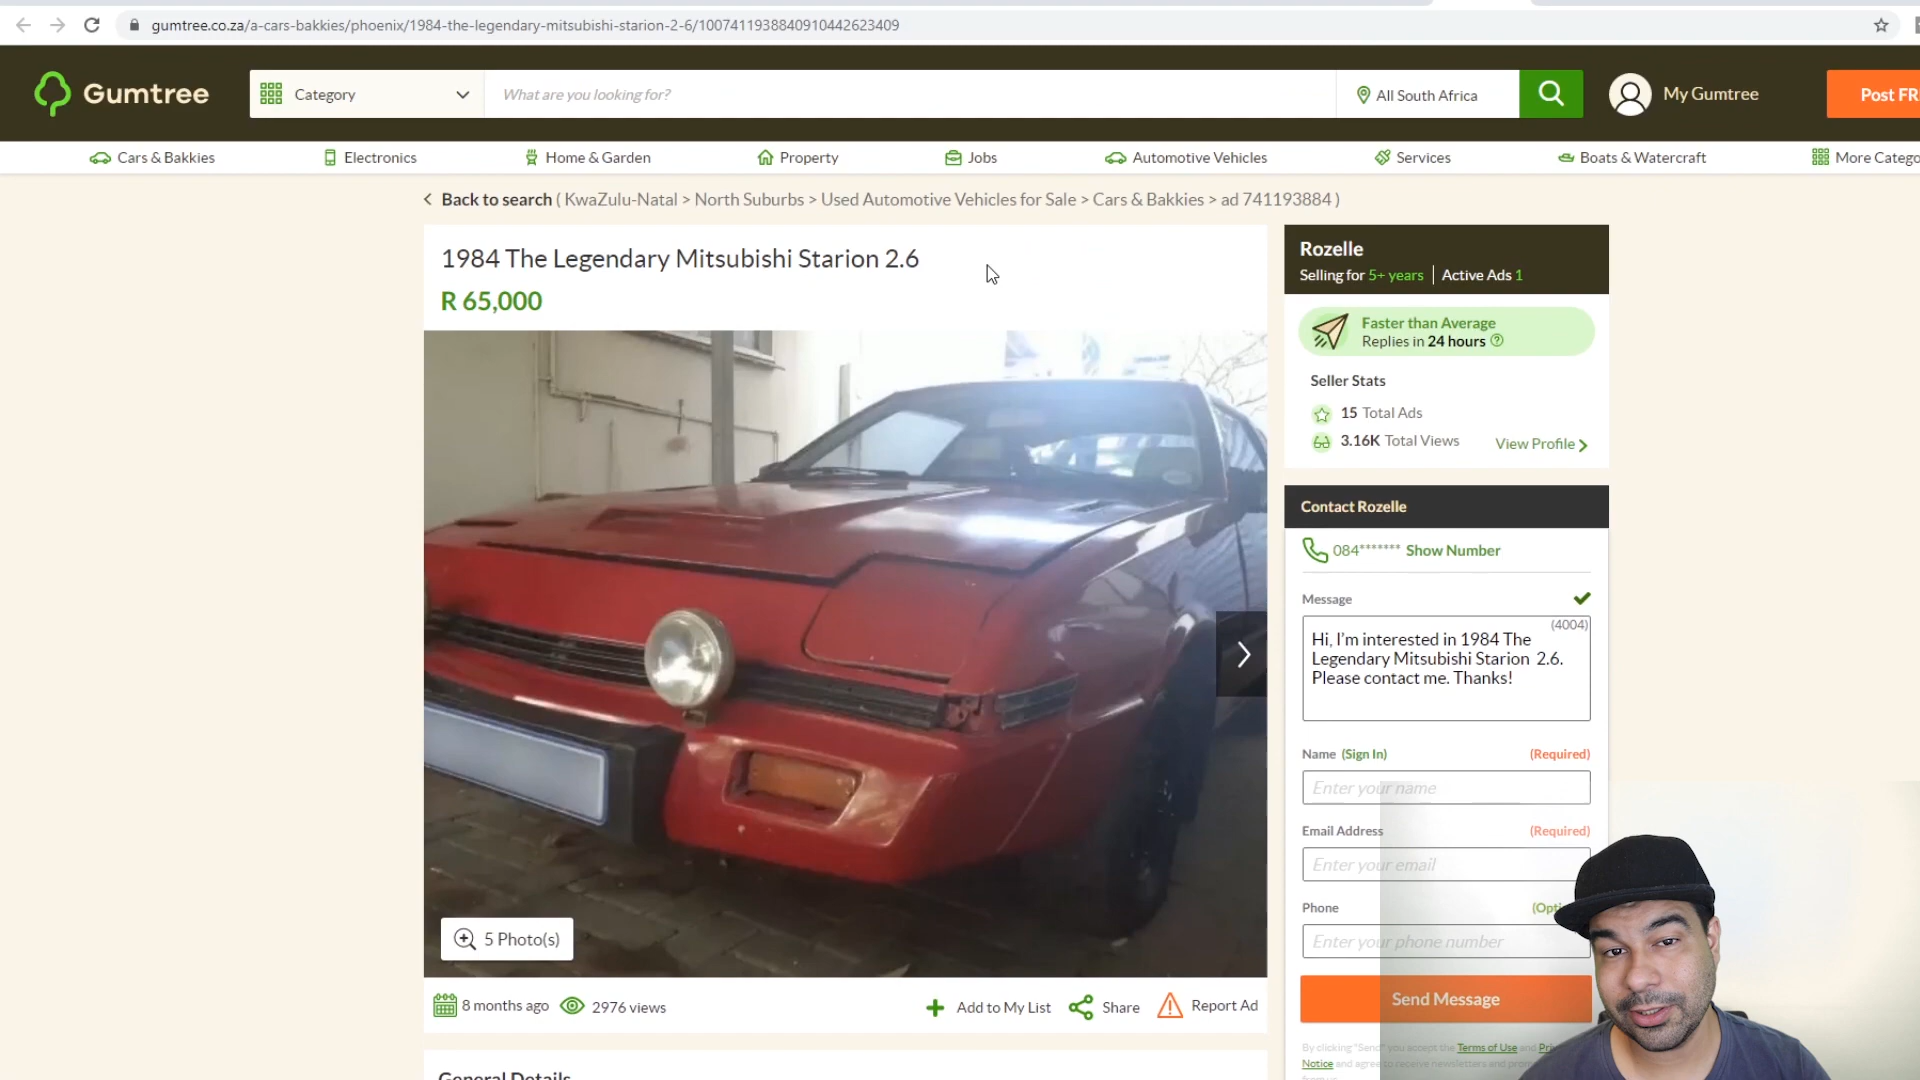 gumtree.co.za/a-cars-bakkies/phoenix/1984-the-legendary-mitsubishi-starion-2-6/1007411938840910442623409
Gumtree
Category
What are you looking for?
All South Africa
My Gumtree
Post FR
Cars & Bakkies
Electronics
Home & Garden
Property
Jobs
Automotive Vehicles
Services
Boats & Watercraft
More Catego
Back to search ( KwaZulu-Natal > North Suburbs > Used Automotive Vehicles for Sale > Cars & Bakkies > ad 741193884 )
1984 The Legendary Mitsubishi Starion 2.6
R 65,000
5 Photo(s)
8 months ago
2976 views
Add to My List
Share
Report Ad
General Details
Rozelle
Selling for 5+ years | Active Ads 1
Faster than Average
Replies in 24 hours
Seller Stats
15 Total Ads
3.16K Total Views
View Profile
Contact Rozelle
084******* Show Number
Message
(4004)
Hi, I'm interested in 1984 The
Legendary Mitsubishi Starion 2.6.
Please contact me. Thanks!
Name (Sign In) (Required)
Enter your name
Email Address (Required)
Enter your email
Phone (Opti
Enter your phone number
Send Message
By clicking "Send" you accept the Terms of Use and Pri
Notice and agree to receive newsletters and prom